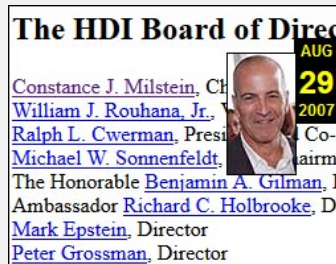 The HDI Board of Direc
AUG
29
2007
Constance J. Milstein, Ch
William J. Rouhana, Jr.,
Ralph L. Cwerman, Presi Co-
Michael W. Sonnenfeldt, airm
The Honorable Benjamin A. Gilman,
Ambassador Richard C. Holbrooke, D
Mark Epstein, Director
Peter Grossman, Director